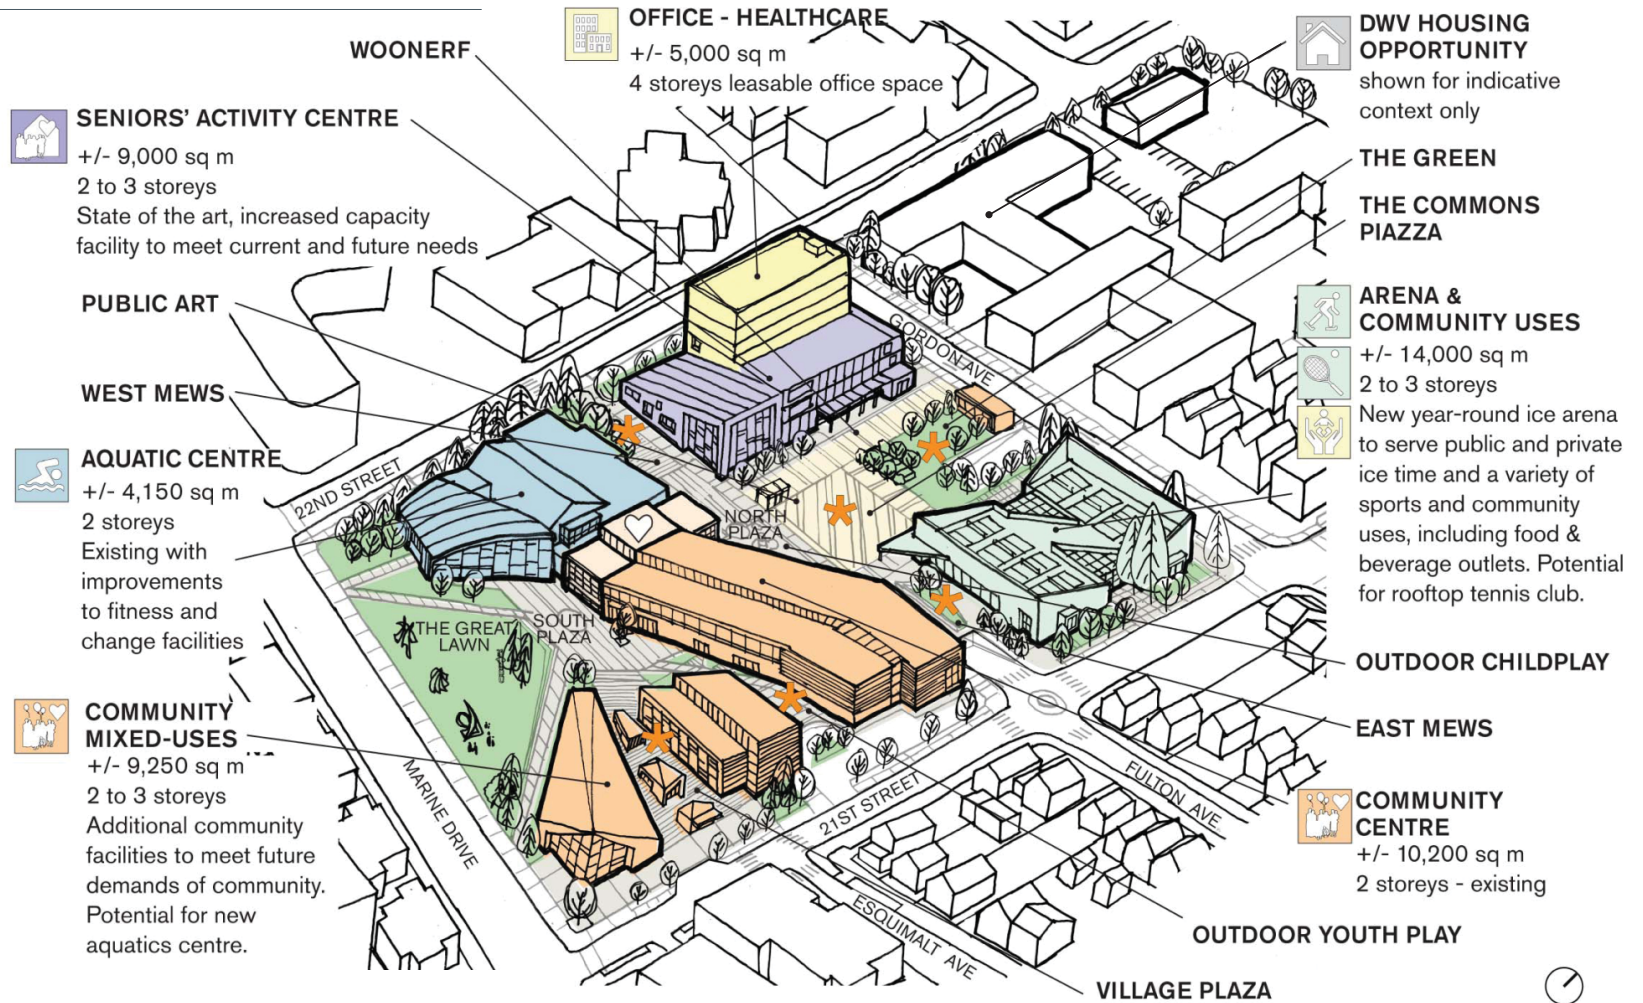 OFFICE - HEALTHCARE
+/- 5,000 sq m
4 storeys leasable office space
DWV HOUSING
OPPORTUNITY
shown for indicative
context only
WOONERF
SENIORS' ACTIVITY CENTRE
+/- 9,000 sq m
2 to 3 storeys
State of the art, increased capacity
facility to meet current and future needs
THE GREEN
THE COMMONS
PIAZZA
PUBLIC ART
ARENA &
COMMUNITY USES
+/- 14,000 sq m
2 to 3 storeys
New year-round ice arena
to serve public and private
ice time and a variety of
sports and community
uses, including food &
beverage outlets. Potential
for rooftop tennis club.
WEST MEWS
AQUATIC CENTRE
+/- 4,150 sq m
2 storeys
Existing with
improvements
to fitness and
change facilities
GORDON AVE
22ND STREET
NORTH
PLAZA
SOUTH
PLAZA
THE GREAT
LAWN
MARINE DRIVE
21ST STREET
FULTON AVE
ESQUIMALT AVE
OUTDOOR CHILDPLAY
EAST MEWS
COMMUNITY
MIXED-USES
+/- 9,250 sq m
2 to 3 storeys
Additional community
facilities to meet future
demands of community.
Potential for new
aquatics centre.
COMMUNITY
CENTRE
+/- 10,200 sq m
2 storeys - existing
OUTDOOR YOUTH PLAY
VILLAGE PLAZA